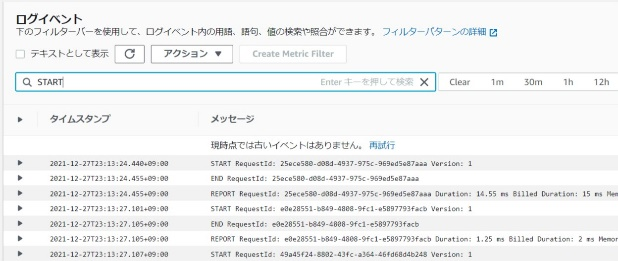 ログイベント
下のフィルターバーを使用して、ログイベント内の用語、語句、値の検索や照合ができます。 フィルターパターンの詳細
テキストとして表示 アクション Create Metric Filter
START Enter キーを押して検索 Clear 1m 30m 1h 12h
タイムスタンプ メッセージ
現時点では古いイベントはありません。 再試行
2021-12-27T23:13:24.440+09:00 START RequestId: 25ece580-d08d-4937-975c-969ed5e87aaa Version: 1
2021-12-27T23:13:24.455+09:00 END RequestId: 25ece580-d08d-4937-975c-969ed5e87aaa
2021-12-27T23:13:24.455+09:00 REPORT RequestId: 25ece580-d08d-4937-975c-969ed5e87aaa Duration: 14.55 ms Billed Duration: 15 ms Mem
2021-12-27T23:13:27.101+09:00 START RequestId: e0e28551-b849-4808-9fc1-e5897793facb Version: 1
2021-12-27T23:13:27.105+09:00 END RequestId: e0e28551-b849-4808-9fc1-e5897793facb
2021-12-27T23:13:27.105+09:00 REPORT RequestId: e0e28551-b849-4808-9fc1-e5897793facb Duration: 1.25 ms Billed Duration: 2 ms Memor
2021-12-27T23:13:27.107+09:00 START RequestId: 49a45f24-8802-43fc-a364-46fd68d4b248 Version: 1